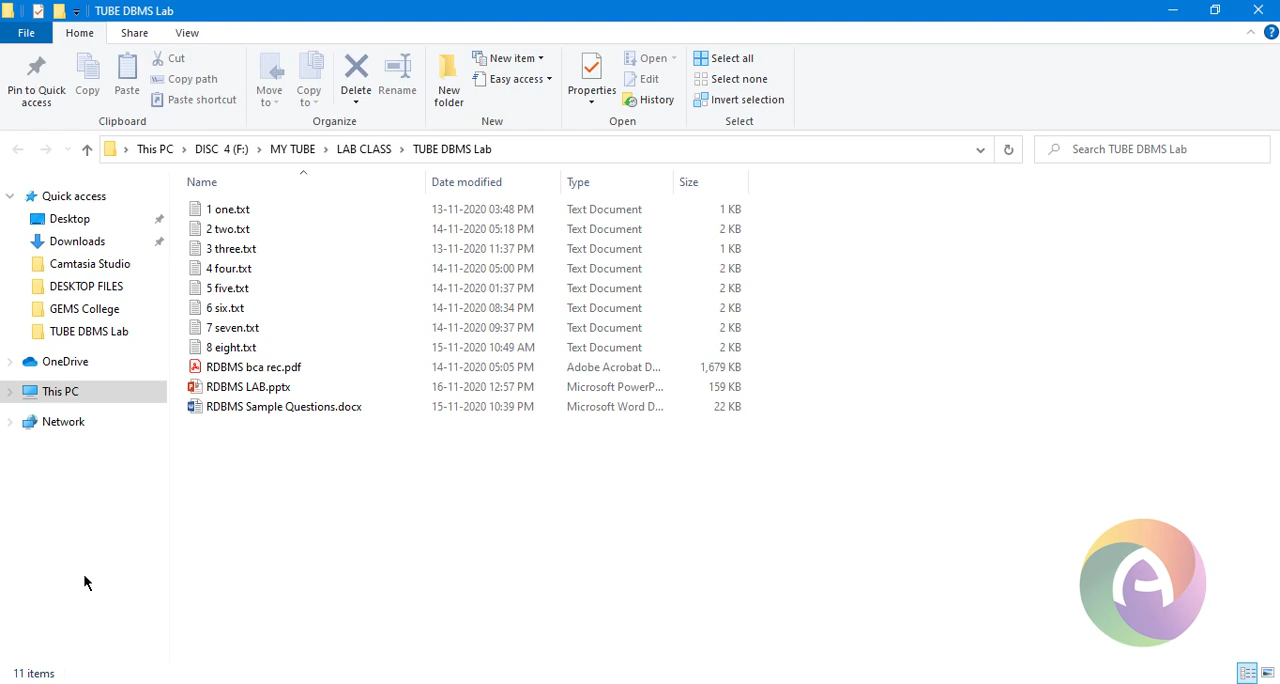 TUBE DBMS Lab
File Home Share View
Pin to Quick access
Copy
Paste
Cut
Copy path
Paste shortcut
Clipboard
Move to
Copy to
Delete
Rename
Organize
New folder
New item
Easy access
New
Properties
Open
Edit
History
Open
Select all
Select none
Invert selection
Select
This PC DISC 4 (F:) MY TUBE LAB CLASS TUBE DBMS Lab
Search TUBE DBMS Lab
Quick access
Desktop
Downloads
Camtasia Studio
DESKTOP FILES
GEMS College
TUBE DBMS Lab
OneDrive
This PC
Network
Name Date modified Type Size
1 one.txt 13-11-2020 03:48 PM Text Document 1 KB
2 two.txt 14-11-2020 05:18 PM Text Document 2 KB
3 three.txt 13-11-2020 11:37 PM Text Document 1 KB
4 four.txt 14-11-2020 05:00 PM Text Document 2 KB
5 five.txt 14-11-2020 01:37 PM Text Document 2 KB
6 six.txt 14-11-2020 08:34 PM Text Document 2 KB
7 seven.txt 14-11-2020 09:37 PM Text Document 2 KB
8 eight.txt 15-11-2020 10:49 AM Text Document 2 KB
RDBMS bca rec.pdf 14-11-2020 05:05 PM Adobe Acrobat D... 1,679 KB
RDBMS LAB.pptx 16-11-2020 12:57 PM Microsoft PowerP... 159 KB
RDBMS Sample Questions.docx 15-11-2020 10:39 PM Microsoft Word D... 22 KB
A
11 items